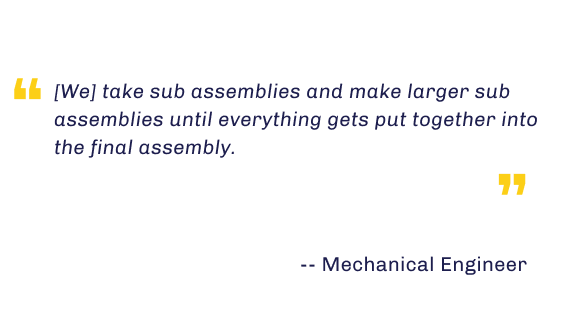 ❝ [We] take sub assemblies and make larger sub
assemblies until everything gets put together into
the final assembly.
❞
-- Mechanical Engineer